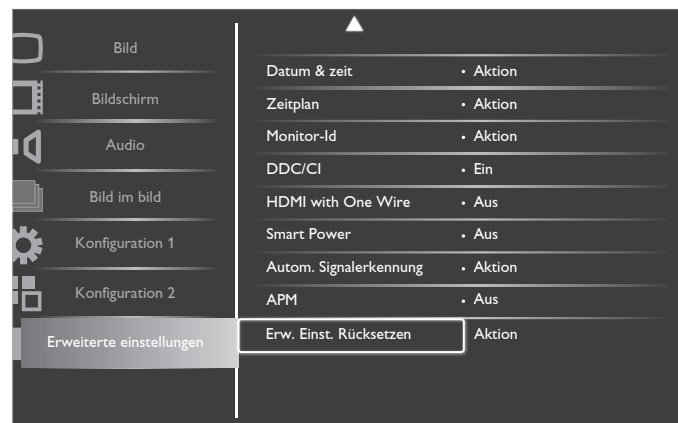 Bild
Bildschirm
Audio
Bild im bild
Konfiguration 1
Konfiguration 2
Erweiterte einstellungen
Datum & zeit • Aktion
Zeitplan • Aktion
Monitor-Id • Aktion
DDC/CI • Ein
HDMI with One Wire • Aus
Smart Power • Aus
Autom. Signalerkennung • Aktion
APM • Aus
Erw. Einst. Rücksetzen Aktion